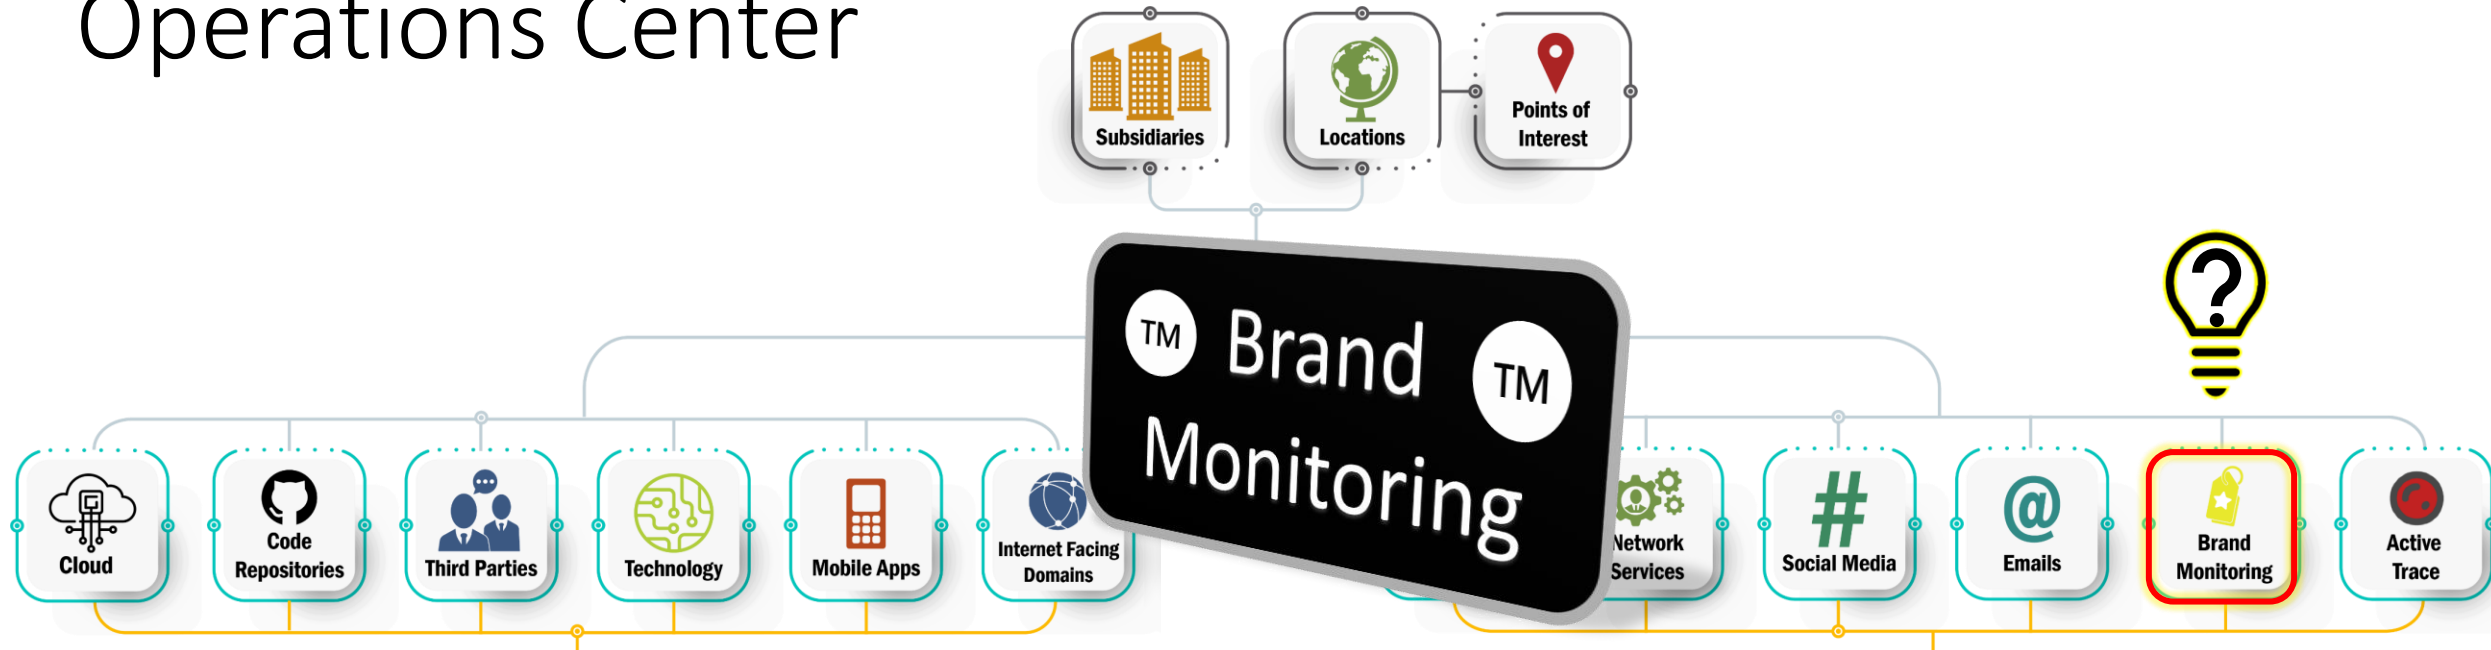 Operations Center
Subsidiaries
Locations
Points of
Interest
?
TM Brand TM
Monitoring
Cloud
Code
Repositories
Third Parties
Technology
Mobile Apps
Internet Facing
Domains
Network
Services
#
Social Media
@
Emails
Brand
Monitoring
Active
Trace